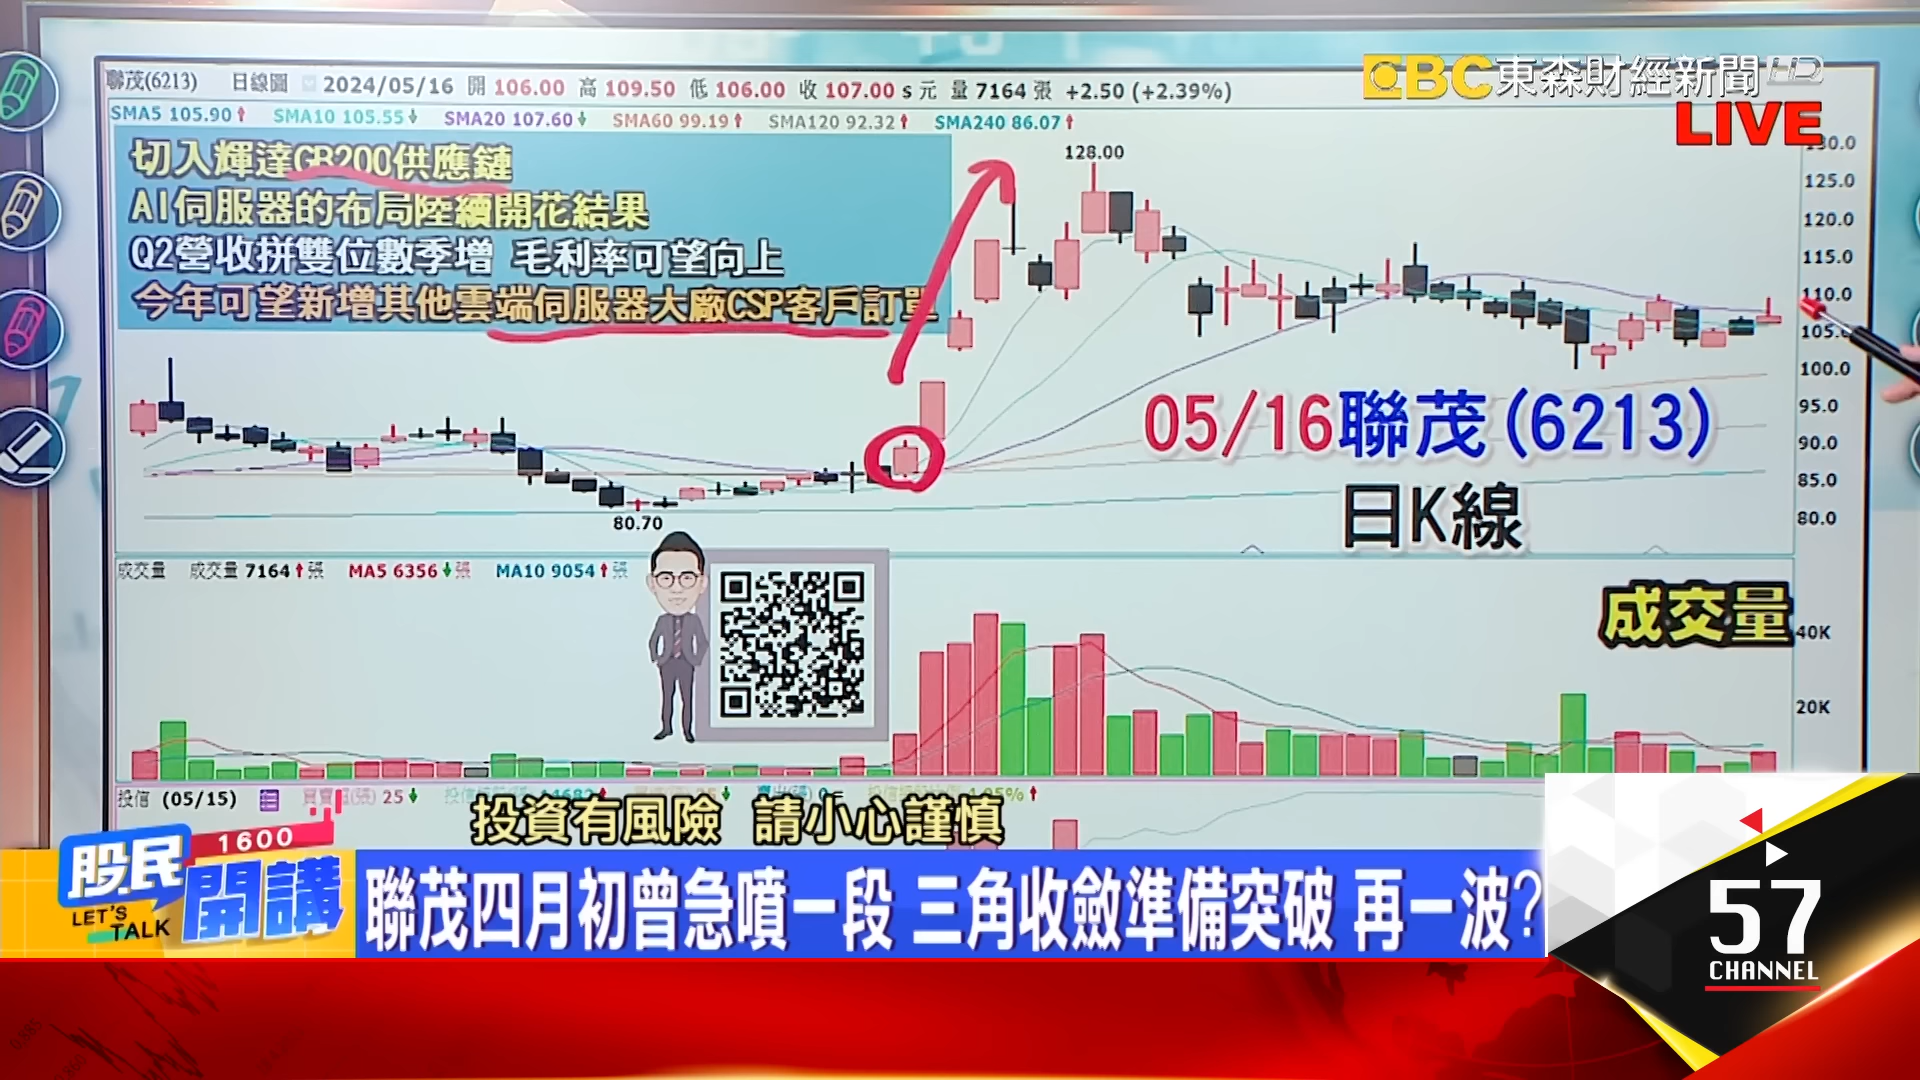 聯茂(6213) 日線圖 2024/05/16 開 106.00 高 109.50 低 106.00 收 107.00 s 元 量 7164 張 +2.50 (+2.39%)
EBC東森財經新聞HD
LIVE
SMA5 105.90↑ SMA10 105.55↓ SMA20 107.60↓ SMA60 99.19↑ SMA120 92.32↑ SMA240 86.07↑
切入輝達GB200供應鏈
AI伺服器的布局陸續開花結果
Q2營收拼雙位數季增 毛利率可望向上
今年可望新增其他雲端伺服器大廠CSP客戶訂單
128.00
130.0
125.0
120.0
115.0
110.0
105.0
100.0
95.0
90.0
85.0
80.0
05/16聯茂(6213)
日K線
80.70
成交量 成交量 7164↑張 MA5 6356↓張 MA10 9054↑張
成交量
40K
20K
投信 (05/15) 25↓
投資有風險 請小心謹慎
1600
股民
開講
LET'S TALK
聯茂四月初曾急噴一段 三角收斂準備突破 再一波?
57
CHANNEL